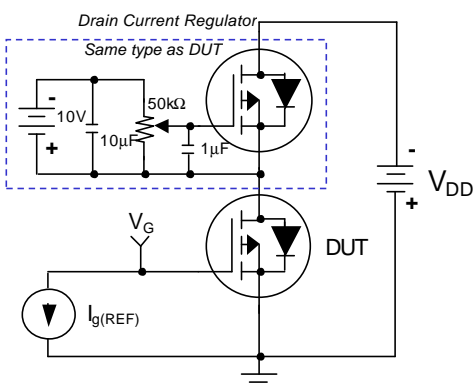 Drain Current Regulator
Same type as DUT
-
10V
+
10μF
50kΩ
1μF
-
V_DD
+
V_G
DUT
I_g(REF)